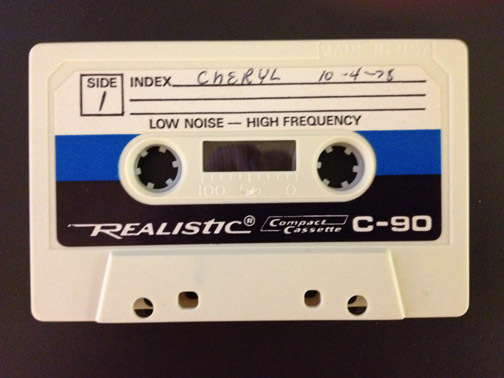 MADE IN USA
SIDE INDEX CHERYL 10-4-78
1
LOW NOISE — HIGH FREQUENCY
100 50 0
REALISTIC® Compact Cassette C-90